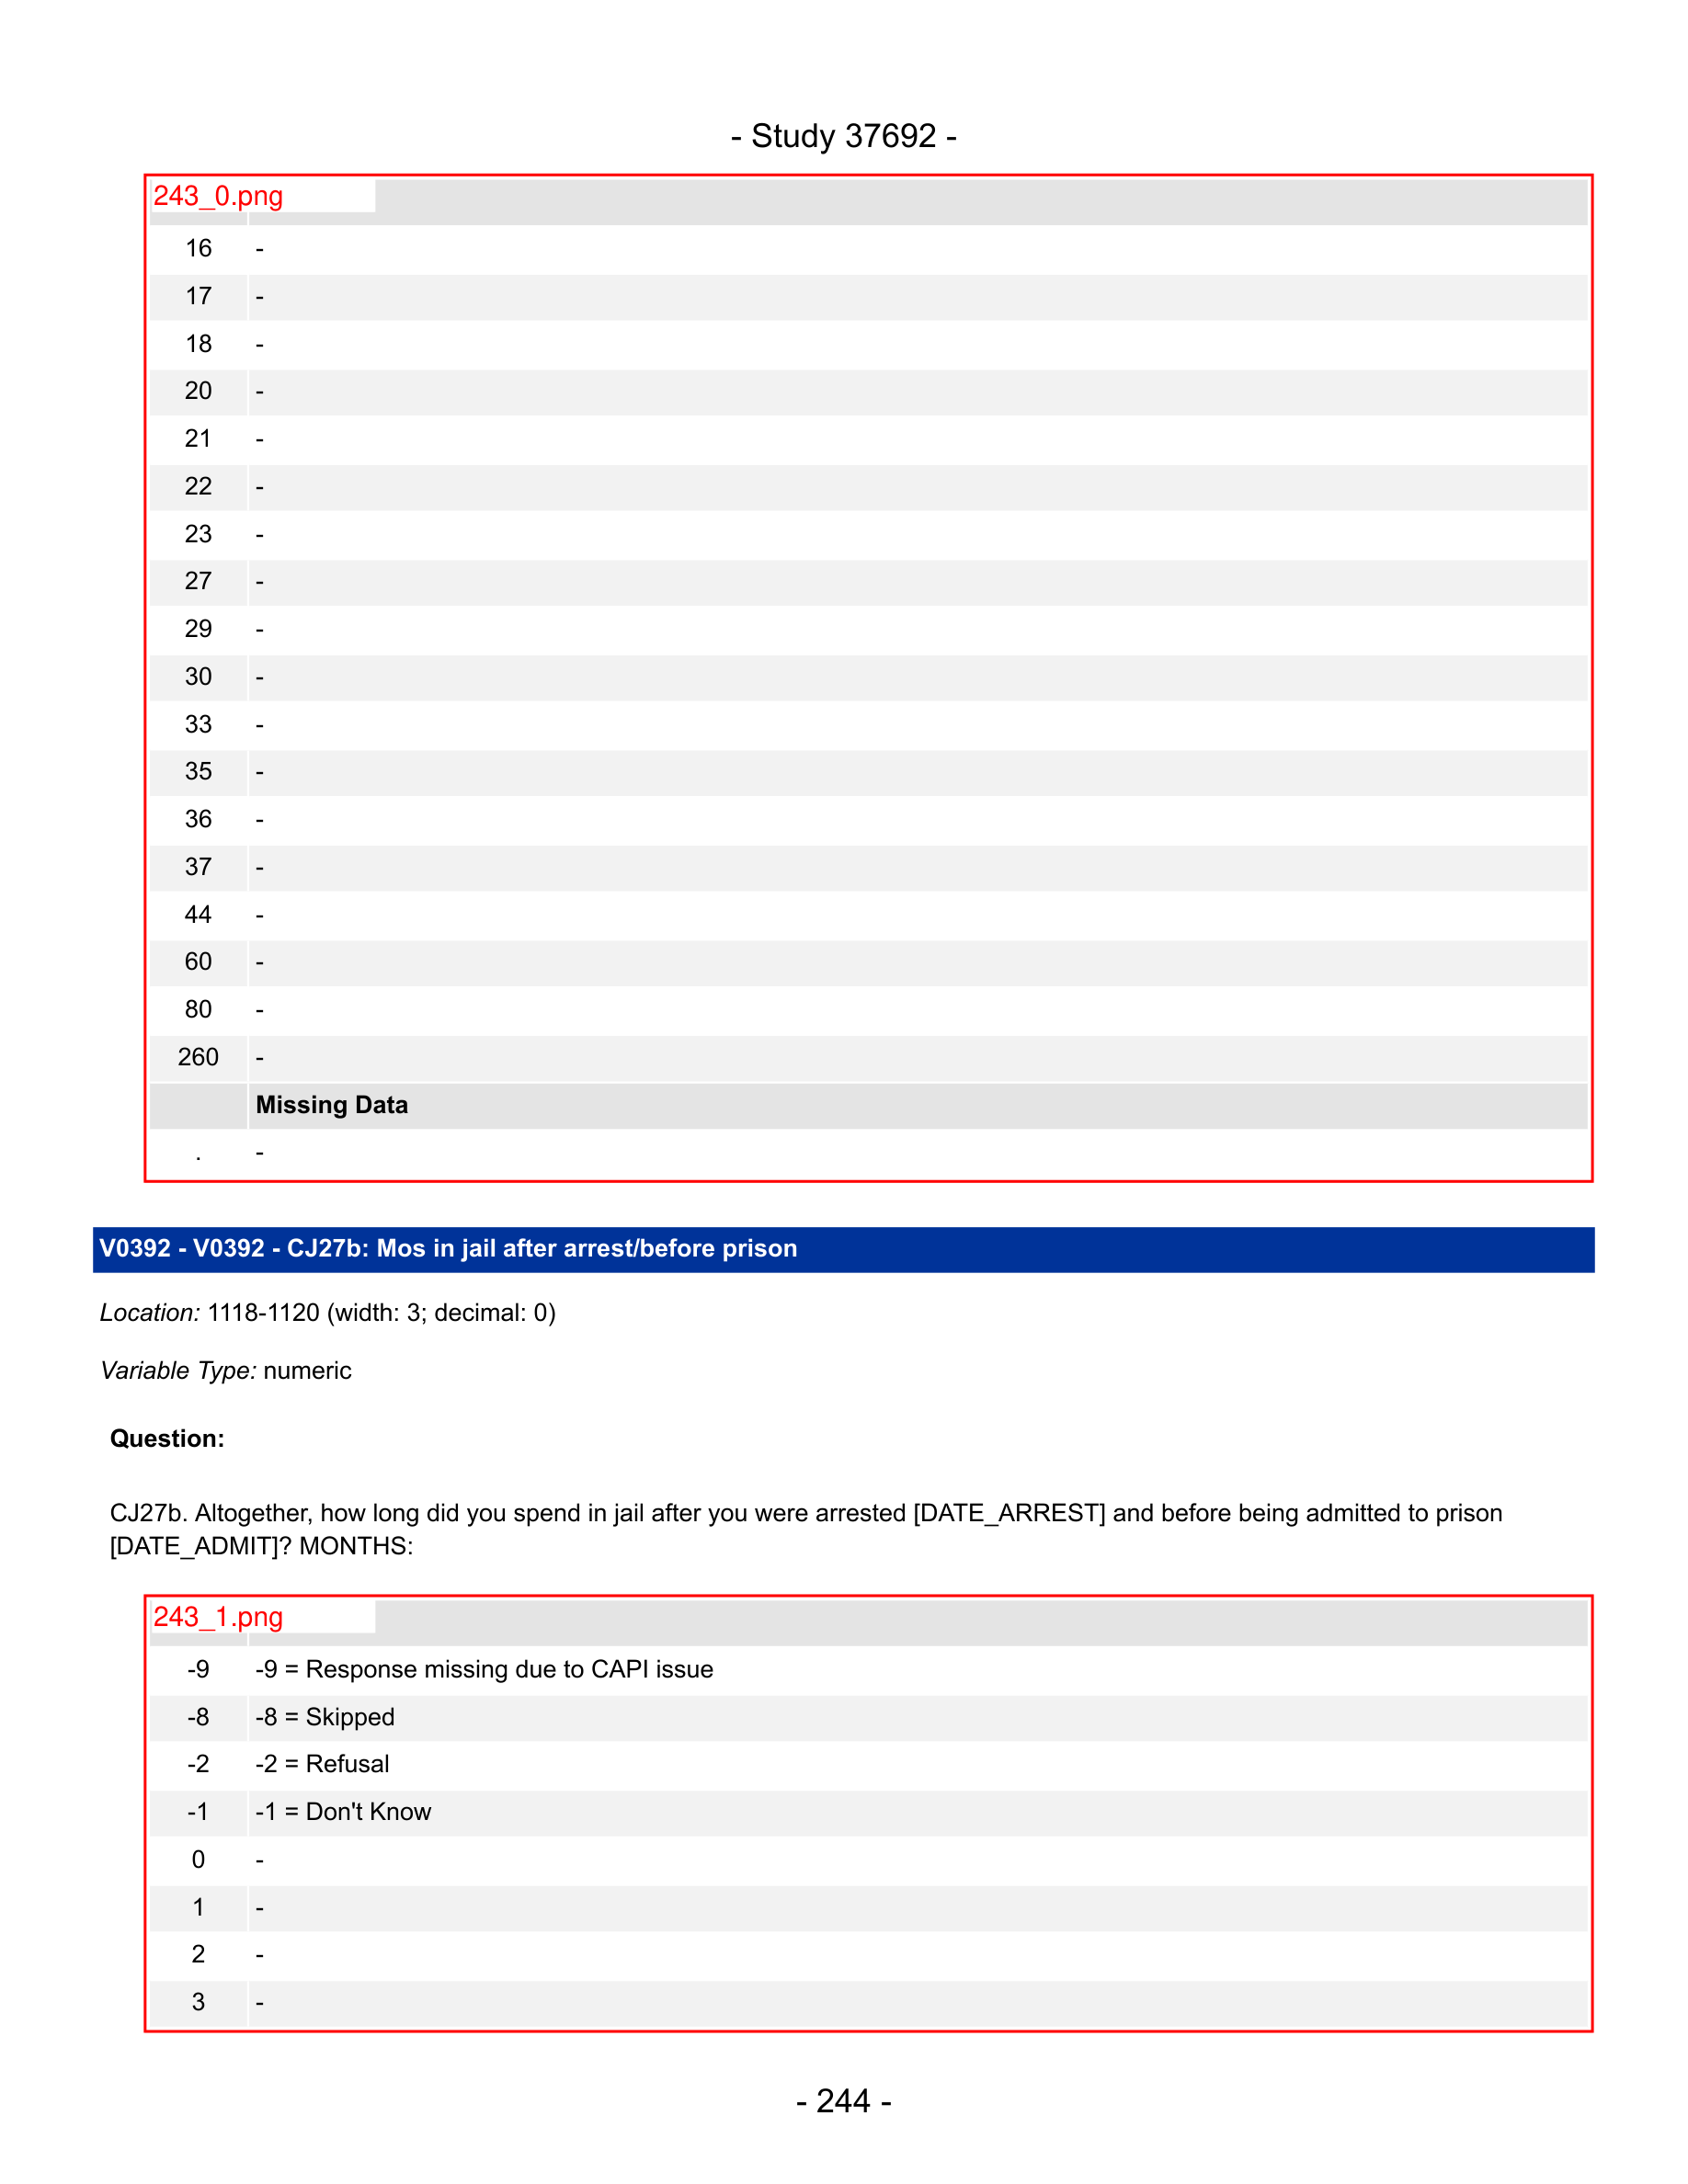 - Study 37692 -
243_0.png
16 -
17 -
18 -
20 -
21 -
22 -
23 -
27 -
29 -
30 -
33 -
35 -
36 -
37 -
44 -
60 -
80 -
260 -
Missing Data
. -
V0392 - V0392 - CJ27b: Mos in jail after arrest/before prison
Location: 1118-1120 (width: 3; decimal: 0)
Variable Type: numeric
Question:
CJ27b. Altogether, how long did you spend in jail after you were arrested [DATE_ARREST] and before being admitted to prison
[DATE_ADMIT]? MONTHS:
243_1.png
-9 -9 = Response missing due to CAPI issue
-8 -8 = Skipped
-2 -2 = Refusal
-1 -1 = Don't Know
0 -
1 -
2 -
3 -
- 244 -